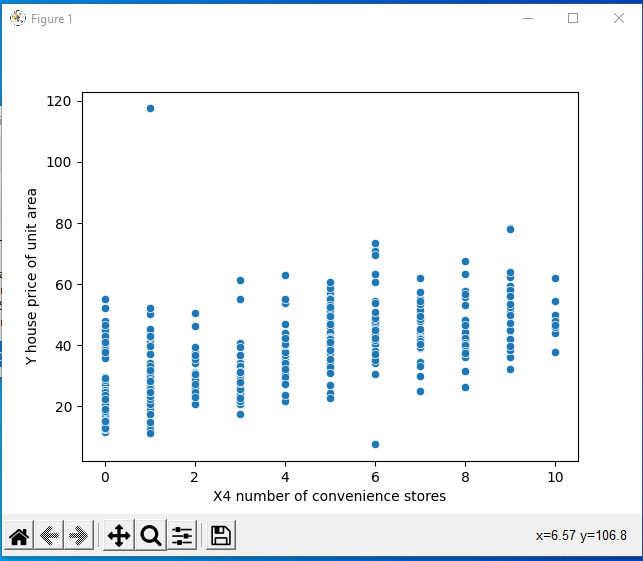 Figure 1
120
100
80
60
40
20
Y house price of unit area
0 2 4 6 8 10
X4 number of convenience stores
x=6.57 y=106.8